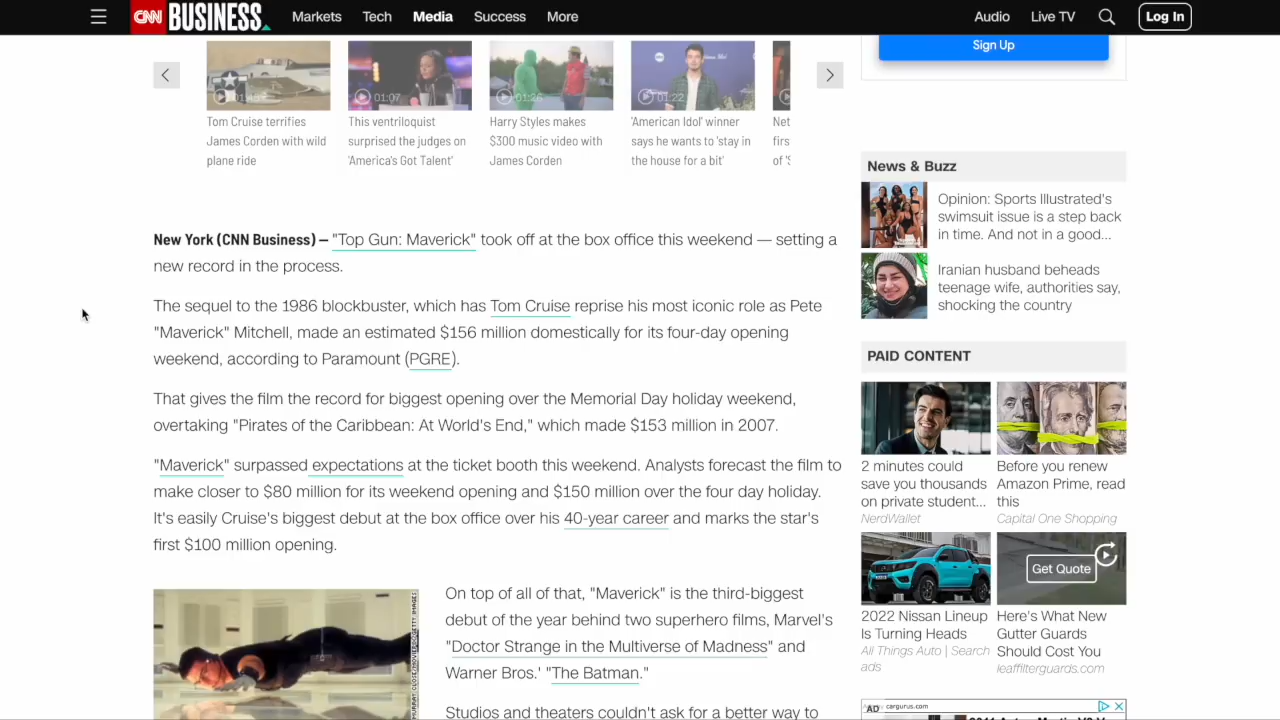 CNN BUSINESS
Markets
Tech
Media
Success
More
Audio
Live TV
Log In
Sign Up
01:07
01:26
01:22
Tom Cruise terrifies
James Corden with wild
plane ride
This ventriloquist
surprised the judges on
'America's Got Talent'
Harry Styles makes
$300 music video with
James Corden
'American Idol' winner
says he wants to 'stay in
the house for a bit'
Net
firs
of 'S
New York (CNN Business) – "Top Gun: Maverick" took off at the box office this weekend — setting a
new record in the process.
The sequel to the 1986 blockbuster, which has Tom Cruise reprise his most iconic role as Pete
"Maverick" Mitchell, made an estimated $156 million domestically for its four-day opening
weekend, according to Paramount (PGRE).
That gives the film the record for biggest opening over the Memorial Day holiday weekend,
overtaking "Pirates of the Caribbean: At World's End," which made $153 million in 2007.
"Maverick" surpassed expectations at the ticket booth this weekend. Analysts forecast the film to
make closer to $80 million for its weekend opening and $150 million over the four day holiday.
It's easily Cruise's biggest debut at the box office over his 40-year career and marks the star's
first $100 million opening.
On top of all of that, "Maverick" is the third-biggest
debut of the year behind two superhero films, Marvel's
"Doctor Strange in the Multiverse of Madness" and
Warner Bros.' "The Batman."
Studios and theaters couldn't ask for a better way to
News & Buzz
Opinion: Sports Illustrated's
swimsuit issue is a step back
in time. And not in a good...
Iranian husband beheads
teenage wife, authorities say,
shocking the country
PAID CONTENT
2 minutes could
save you thousands
on private student...
NerdWallet
Before you renew
Amazon Prime, read
this
Capital One Shopping
2022 Nissan Lineup
Is Turning Heads
All Things Auto | Search
ads
Get Quote
Here's What New
Gutter Guards
Should Cost You
leaffilterguards.com
AD
cargurus.com